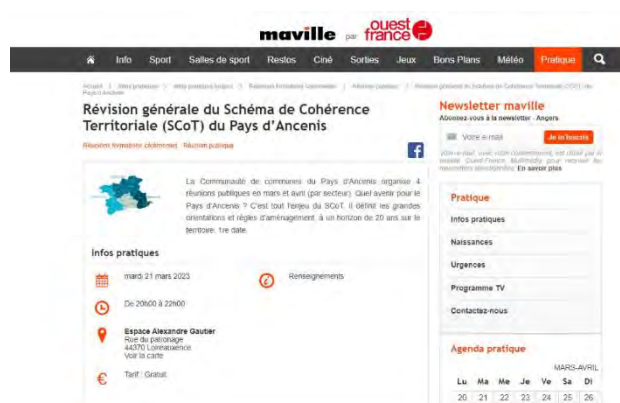 maville par ouest france
Info Sport Salles de sport Restos Ciné Sorties Jeux Bons Plans Météo Pratique
Révision générale du Schéma de Cohérence
Territoriale (SCoT) du Pays d'Ancenis
Réunion publique
La Communauté de communes du Pays d'Ancenis organise 4
réunions publiques en mars et avril (par secteur). Quel avenir pour le
Pays d'Ancenis ? C'est tout l'enjeu du SCoT. Il définit les grandes
orientations et règles d'aménagement, à un horizon de 20 ans sur le
territoire. 1re date.
Infos pratiques
mardi 21 mars 2023
Renseignements
De 20h00 à 22h00
Espace Alexandre Gautier
Rue du patronage
44370 Loireauxence
Voir la carte
Tarif : Gratuit
Newsletter maville
Abonnez-vous à la newsletter - Angers
Votre e-mail
Je m'inscris
En savoir plus
Pratique
Infos pratiques
Naissances
Urgences
Programme TV
Contactez-nous
Agenda pratique
MARS-AVRIL
Lu Ma Me Je Ve Sa Di
20 21 22 23 24 25 26